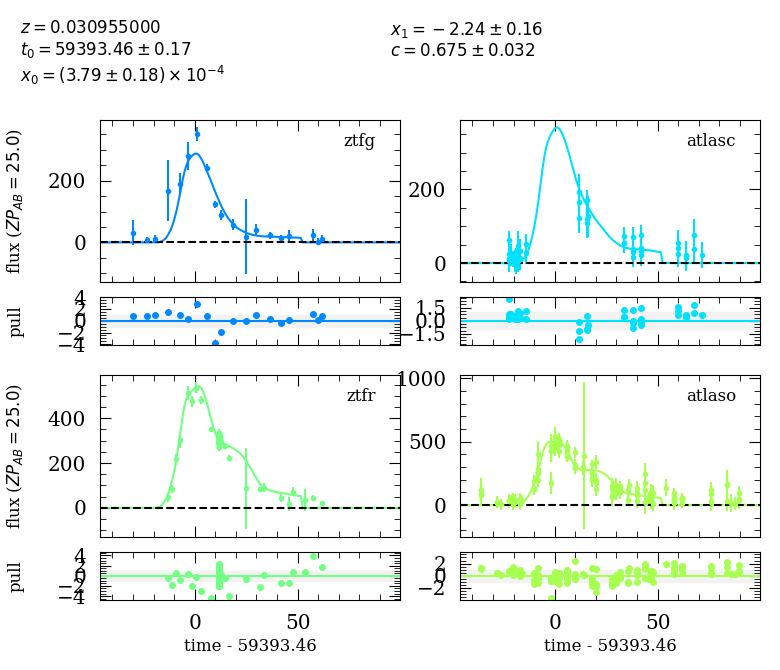 z = 0.030955000
t₀ = 59393.46 ± 0.17
x₀ = (3.79 ± 0.18) × 10⁻⁴
x₁ = −2.24 ± 0.16
c = 0.675 ± 0.032
flux (ZP_AB = 25.0)
200
0
ztfg
200
0
atlasc
pull
4
2
0
−2
−4
1.5
0.0
−1.5
flux (ZP_AB = 25.0)
400
200
0
ztfr
1000
500
0
atlaso
pull
4
2
0
−2
−4
2
0
−2
0
50
0
50
time - 59393.46
time - 59393.46